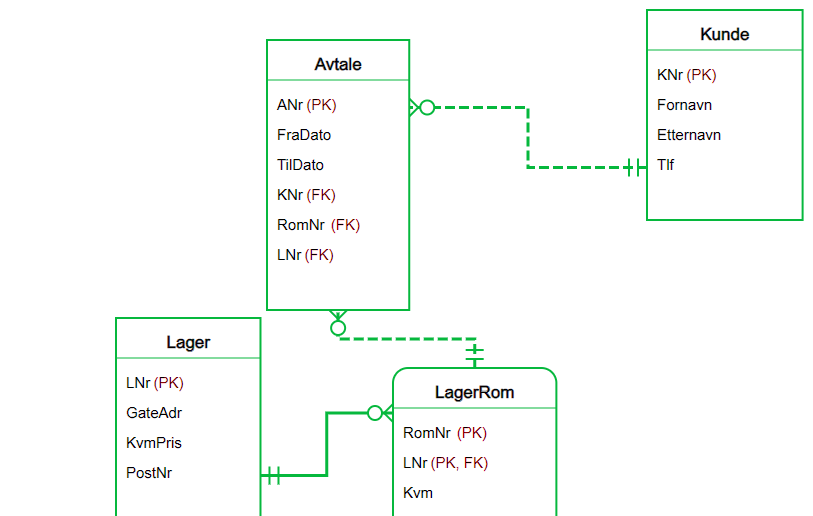 Kunde
KNr (PK)
Fornavn
Etternavn
Tlf
Avtale
ANr (PK)
FraDato
TilDato
KNr (FK)
RomNr (FK)
LNr (FK)
Lager
LNr (PK)
GateAdr
KvmPris
PostNr
LagerRom
RomNr (PK)
LNr (PK, FK)
Kvm